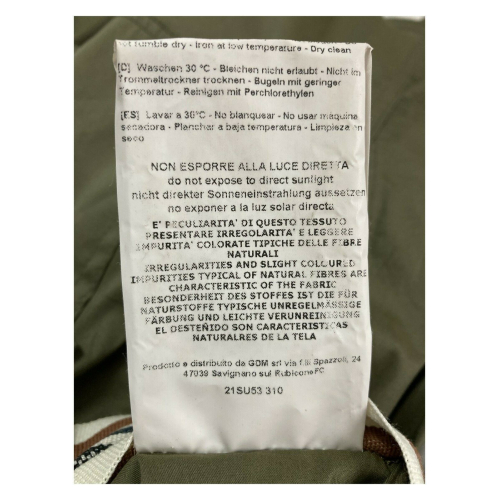 not tumble dry - Iron at low temperature - Dry clean
[D] Waschen 30 °C - Bleichen nicht erlaubt - Nicht im
Trommeltrockner trocknen - Bugeln mit geringer
Temperatur - Reinigen mit Perchlorethylen
[ES] Lavar a 30°C - No blanquear - No usar maquina
secadora - Planchar a baja temperatura - Limpieza en
seco
NON ESPORRE ALLA LUCE DIRETTA
do not expose to direct sunlight
nicht direkter Sonneneinstrahlung aussetzen
no exponer a la luz solar directa
E' PECULIARITA' DI QUESTO TESSUTO
PRESENTARE IRREGOLARITA' E LEGGERE
IMPURITA' COLORATE TIPICHE DELLE FIBRE
NATURALI
IRREGULARITIES AND SLIGHT COLOURED
IMPURITIES TYPICAL OF NATURAL FIBRES ARE
CHARACTERISTIC OF THE FABRIC
BESONDERHEIT DES STOFFES IST DIE FÜR
NATURSTOFFE TYPISCHE UNREGELMÄSSIGE
FÄRBUNG UND LEICHTE VERUNREINIGUNG
EL DESTEÑIDO SON CARACTERISTICAS
NATURALRES DE LA TELA
Prodotto e distribuito da GDM srl via f.lli Spazzoli, 24
47039 Savignano sul Rubicone FC
21SU53 310